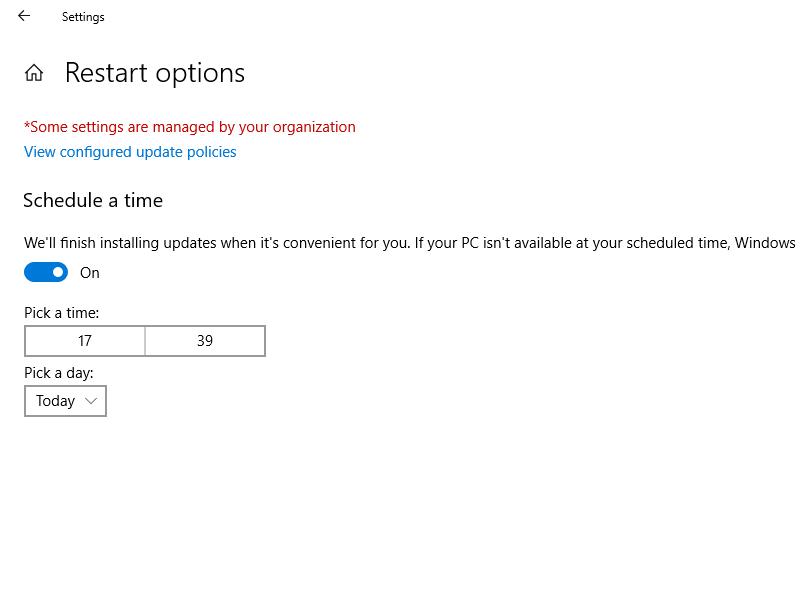 Settings
Restart options
*Some settings are managed by your organization
View configured update policies
Schedule a time
We'll finish installing updates when it's convenient for you. If your PC isn't available at your scheduled time, Windows
On
Pick a time:
17 39
Pick a day:
Today